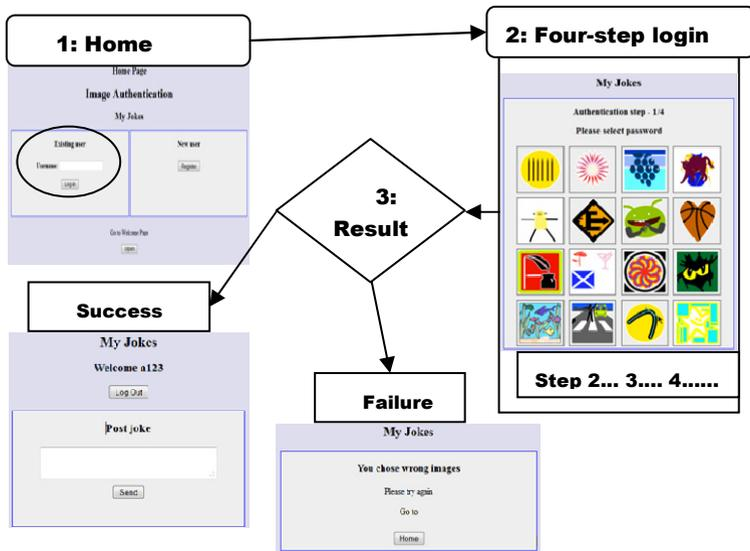 1: Home
Home Page
Image Authentication
My Jokes
Existing user
Username
Login
New user
Register
Go to Welcome Page
2: Four-step login
My Jokes
Authentication step - 1/4
Please select password
Step 2... 3.... 4......
3:
Result
Success
My Jokes
Welcome a123
Log Out
Post joke
Send
Failure
My Jokes
You chose wrong images
Please try again
Go to
Home